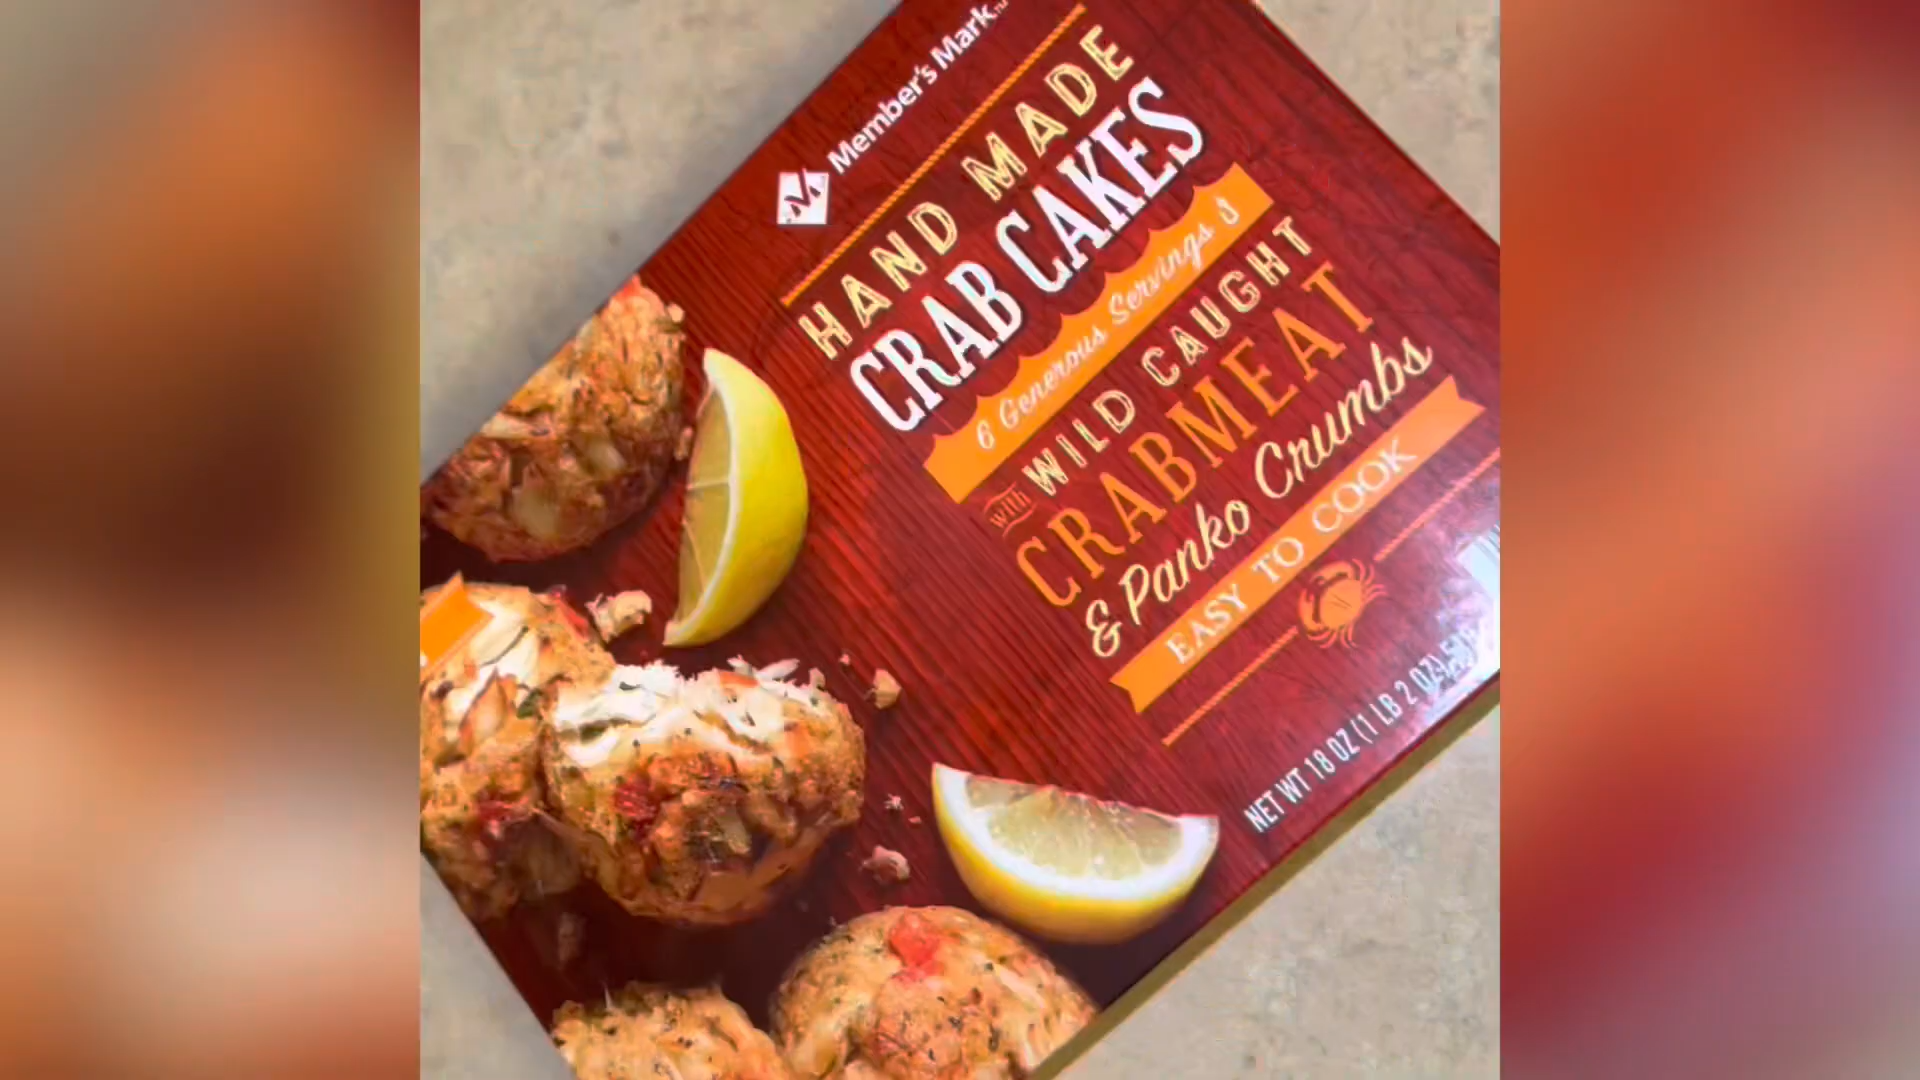 Member's Mark™
HAND MADE
CRAB CAKES
6 Generous Servings
with WILD CAUGHT
CRABMEAT
& Panko Crumbs
EASY TO COOK
NET WT 18 OZ (1 LB 2 OZ)